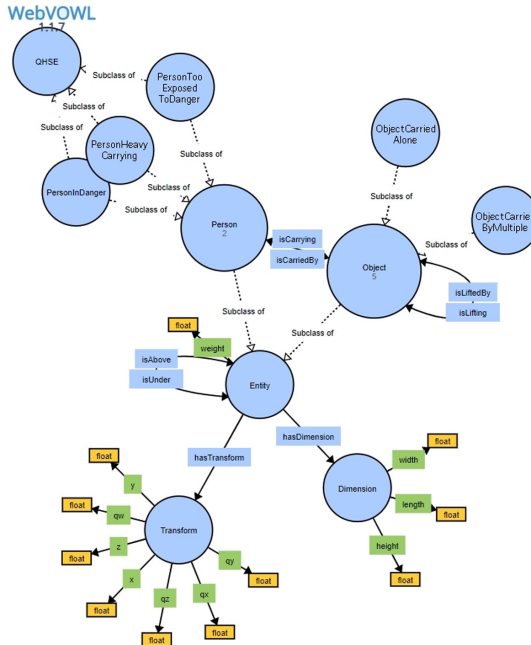 WebVOWL
1.1.7
QHSE
Subclass of
PersonToo
Exposed
ToDanger
Subclass of
PersonHeavy
Carrying
Subclass of
PersonInDanger
Subclass of
Subclass of
Subclass of
ObjectCarried
Alone
Subclass of
ObjectCarrie
ByMultiple
Subclass of
Person
2
isCarrying
isCarriedBy
Object
5
isLiftedBy
isLifting
Subclass of
Subclass of
float
weight
isAbove
isUnder
Entity
hasTransform
hasDimension
float
y
float
qw
float
z
float
x
float
qz
float
qx
float
qy
Transform
Dimension
float
width
float
length
float
height